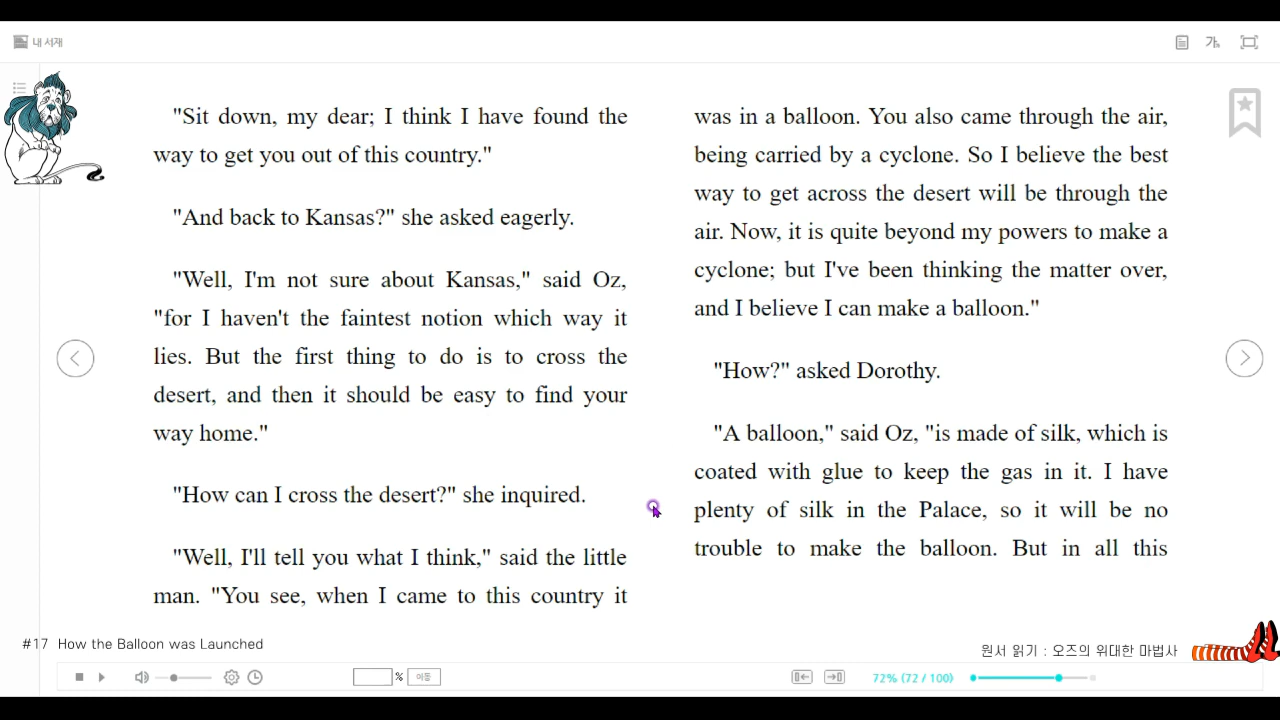 내 서재
가
"Sit down, my dear; I think I have found the
way to get you out of this country."
"And back to Kansas?" she asked eagerly.
"Well, I'm not sure about Kansas," said Oz,
"for I haven't the faintest notion which way it
lies. But the first thing to do is to cross the
desert, and then it should be easy to find your
way home."
"How can I cross the desert?" she inquired.
"Well, I'll tell you what I think," said the little
man. "You see, when I came to this country it
was in a balloon. You also came through the air,
being carried by a cyclone. So I believe the best
way to get across the desert will be through the
air. Now, it is quite beyond my powers to make a
cyclone; but I've been thinking the matter over,
and I believe I can make a balloon."
"How?" asked Dorothy.
"A balloon," said Oz, "is made of silk, which is
coated with glue to keep the gas in it. I have
plenty of silk in the Palace, so it will be no
trouble to make the balloon. But in all this
#17 How the Balloon was Launched
원서 읽기 : 오즈의 위대한 마법사
% 이동
72% (72 / 100)